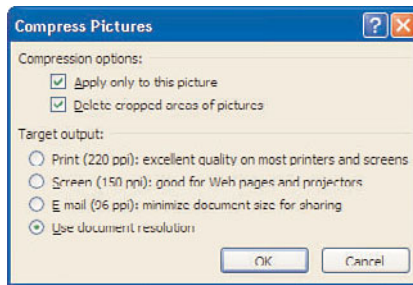 Compress Pictures
Compression options:
Apply only to this picture
Delete cropped areas of pictures
Target output:
Print (220 ppi): excellent quality on most printers and screens
Screen (150 ppi): good for Web pages and projectors
E-mail (96 ppi): minimize document size for sharing
Use document resolution
OK Cancel